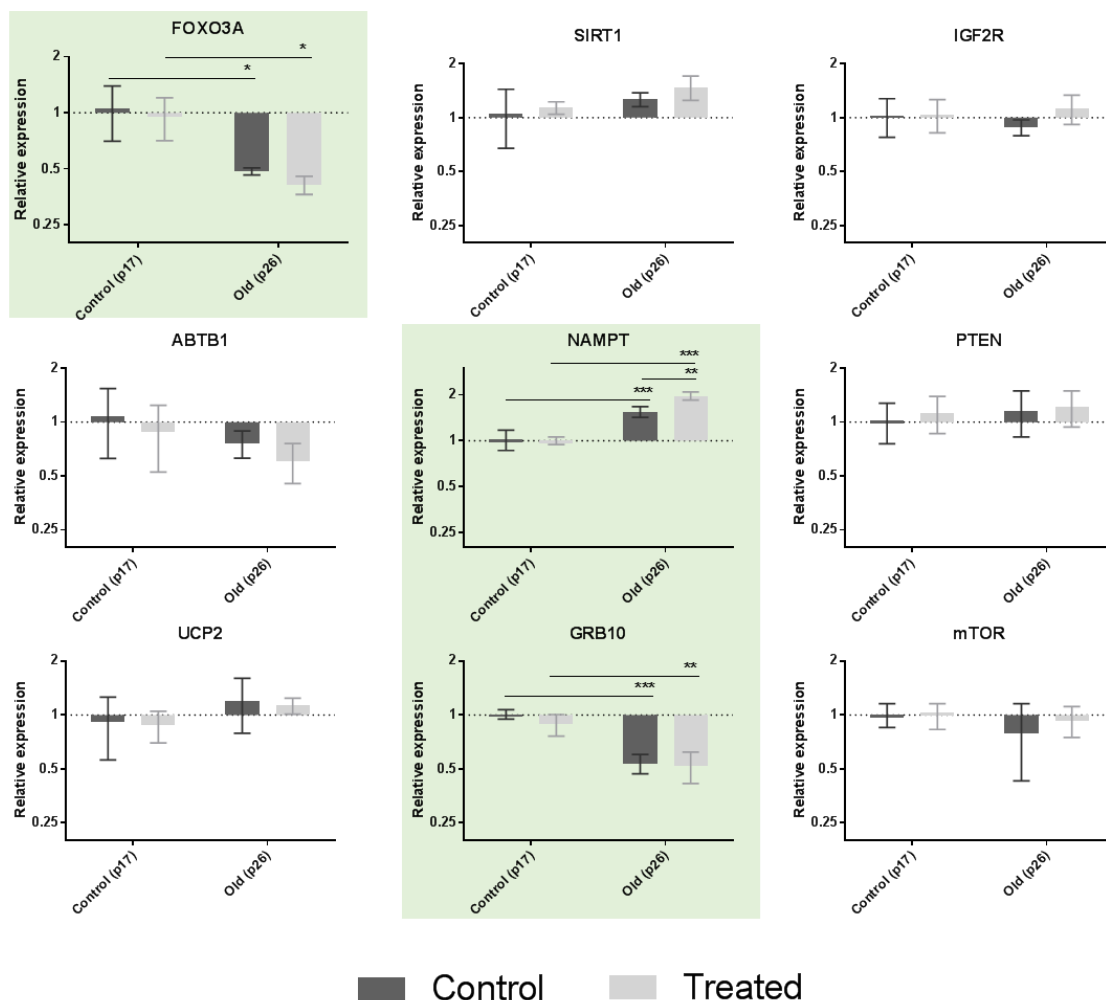 FOXO3A
*
*
2
1
0.5
0.25
Relative expression
Control (p17)
Old (p26)
SIRT1
2
1
0.5
0.25
Relative expression
Control (p17)
Old (p26)
IGF2R
2
1
0.5
0.25
Relative expression
Control (p17)
Old (p26)
ABTB1
2
1
0.5
0.25
Relative expression
Control (p17)
Old (p26)
NAMPT
***
**
***
2
1
0.5
0.25
Relative expression
Control (p17)
Old (p26)
PTEN
2
1
0.5
0.25
Relative expression
Control (p17)
Old (p26)
UCP2
2
1
0.5
0.25
Relative expression
Control (p17)
Old (p26)
GRB10
**
***
2
1
0.5
0.25
Relative expression
Control (p17)
Old (p26)
mTOR
2
1
0.5
0.25
Relative expression
Control (p17)
Old (p26)
Control
Treated